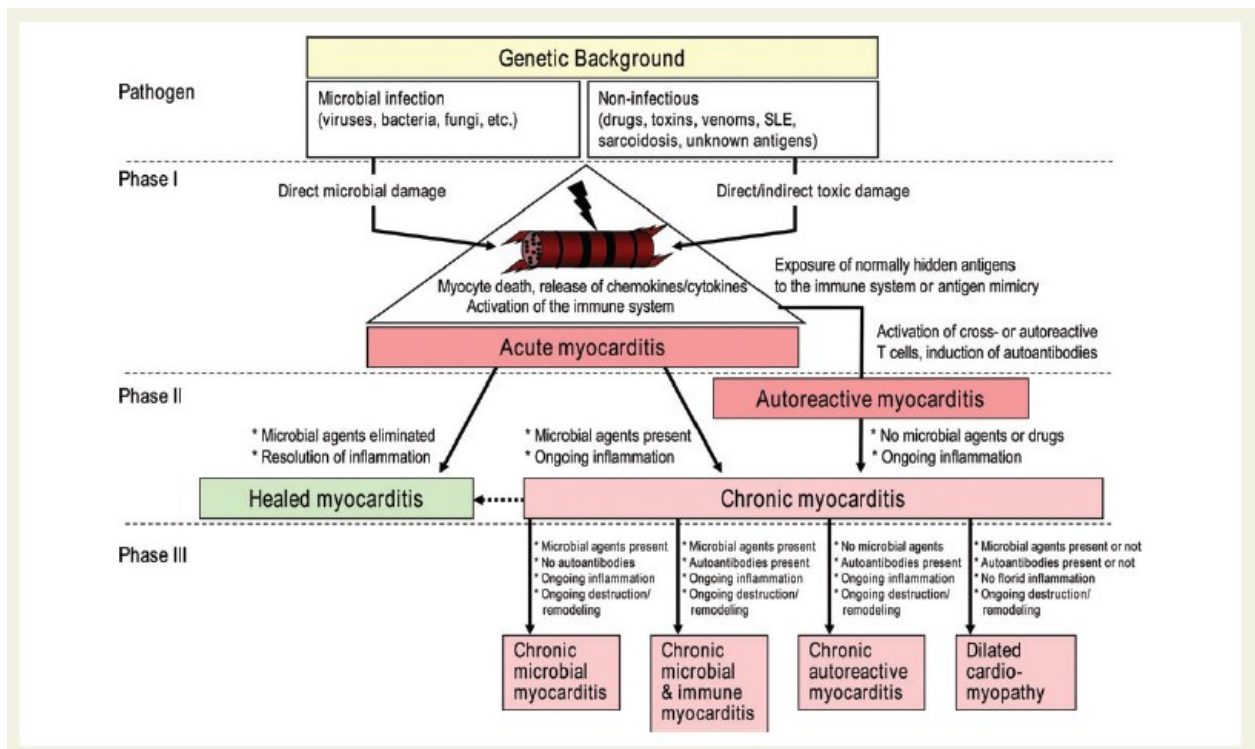 Genetic Background
Pathogen
Microbial infection
(viruses, bacteria, fungi, etc.)
Non-infectious
(drugs, toxins, venoms, SLE,
sarcoidosis, unknown antigens)
Phase I
Direct microbial damage
Direct/indirect toxic damage
Myocyte death, release of chemokines/cytokines
Activation of the immune system
Exposure of normally hidden antigens
to the immune system or antigen mimicry
Activation of cross- or autoreactive
T cells, induction of autoantibodies
Acute myocarditis
Phase II
Autoreactive myocarditis
* Microbial agents eliminated
* Resolution of inflammation
* Microbial agents present
* Ongoing inflammation
* No microbial agents or drugs
* Ongoing inflammation
Healed myocarditis
Chronic myocarditis
Phase III
* Microbial agents present
* No autoantibodies
* Ongoing inflammation
* Ongoing destruction/
remodeling
* Microbial agents present
* Autoantibodies present
* Ongoing inflammation
* Ongoing destruction/
remodeling
* No microbial agents
* Autoantibodies present
* Ongoing inflammation
* Ongoing destruction/
remodeling
* Microbial agents present or not
* Autoantibodies present or not
* No florid inflammation
* Ongoing destruction/
remodeling
Chronic
microbial
myocarditis
Chronic
microbial
& immune
myocarditis
Chronic
autoreactive
myocarditis
Dilated
cardio-
myopathy